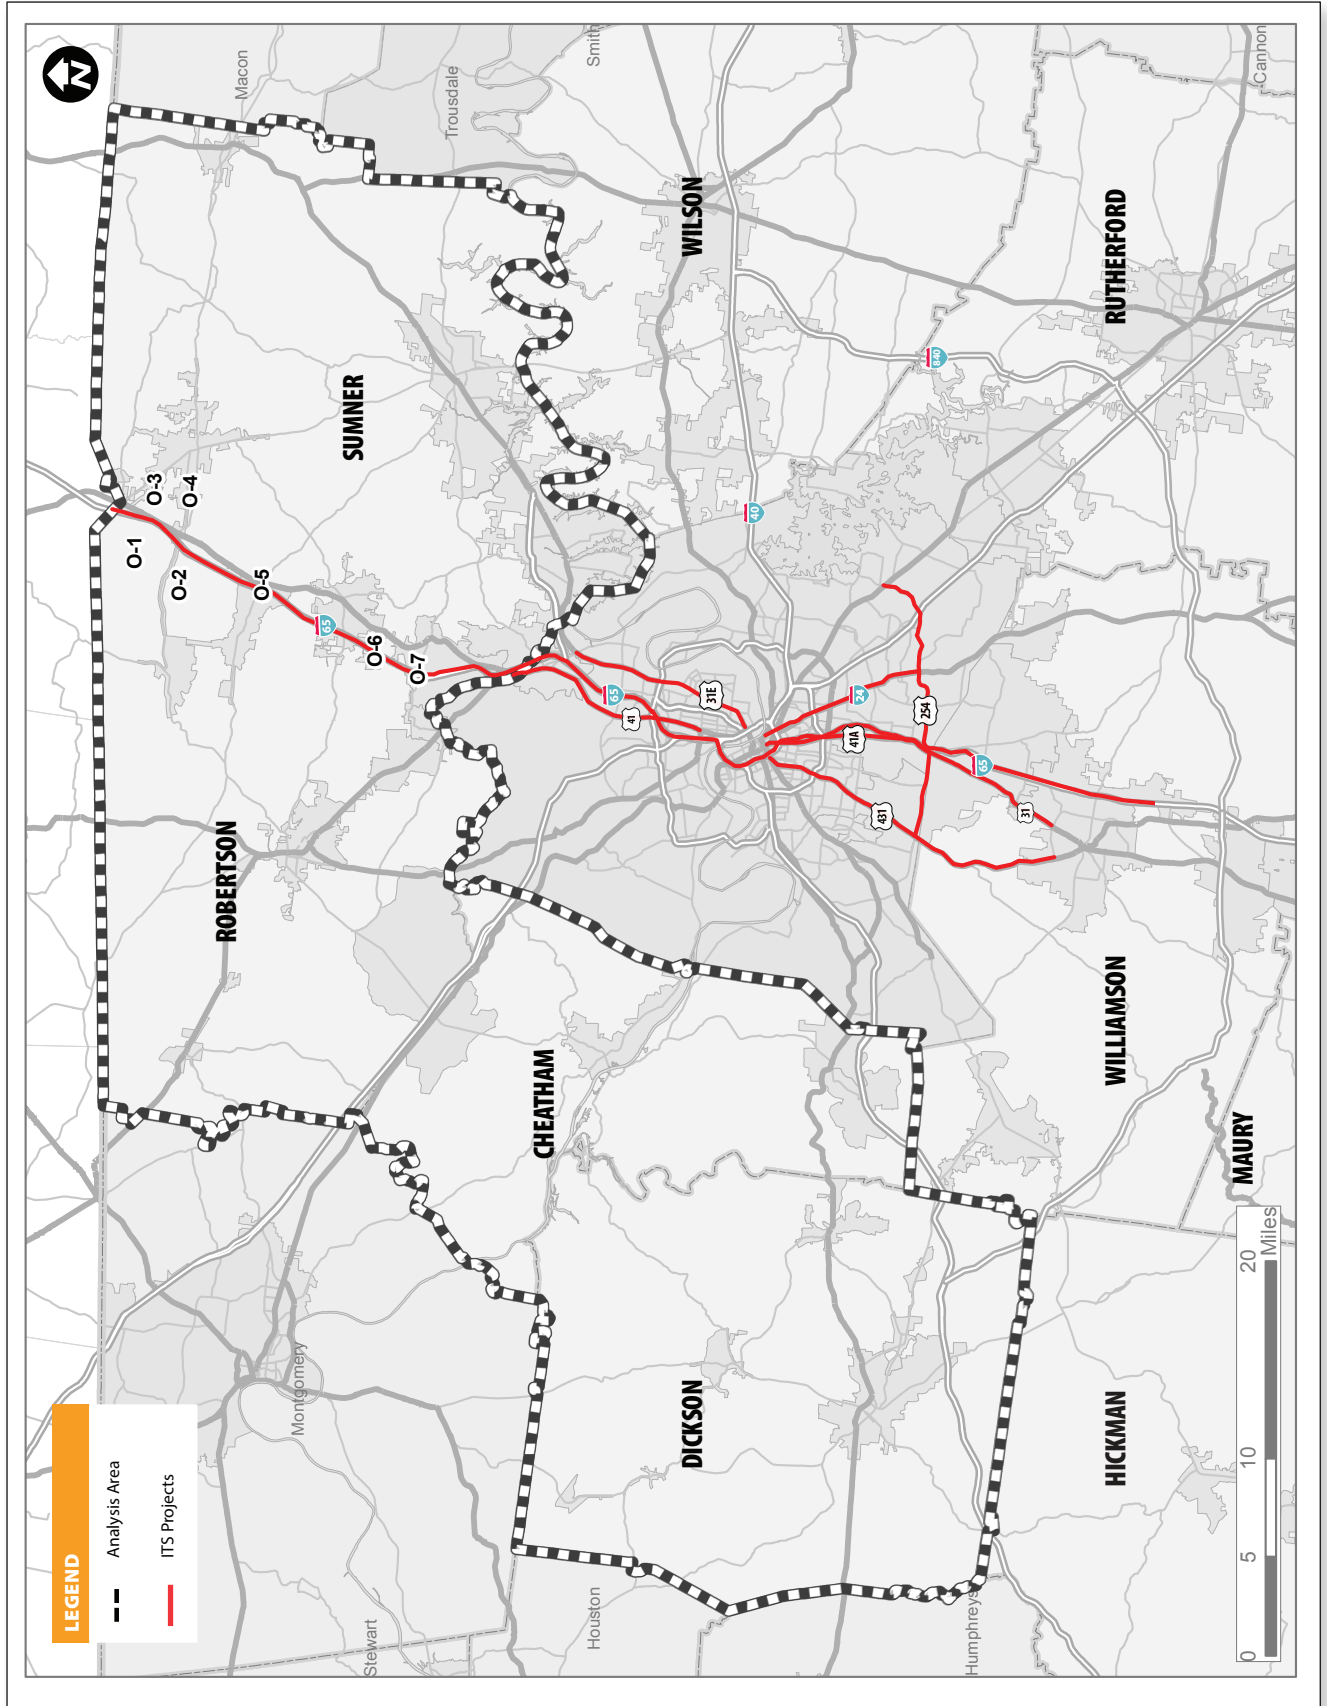 LEGEND
Analysis Area
ITS Projects
N
Macon
Trousdale
Smith
Cannon
SUMNER
WILSON
RUTHERFORD
O-1
O-3
O-2
O-4
O-5
65
O-6
O-7
840
40
65
31E
41
24
254
41A
65
431
31
ROBERTSON
CHEATHAM
WILLIAMSON
MAURY
Montgomery
DICKSON
HICKMAN
Stewart
Houston
Humphreys
0
5
10
20
Miles